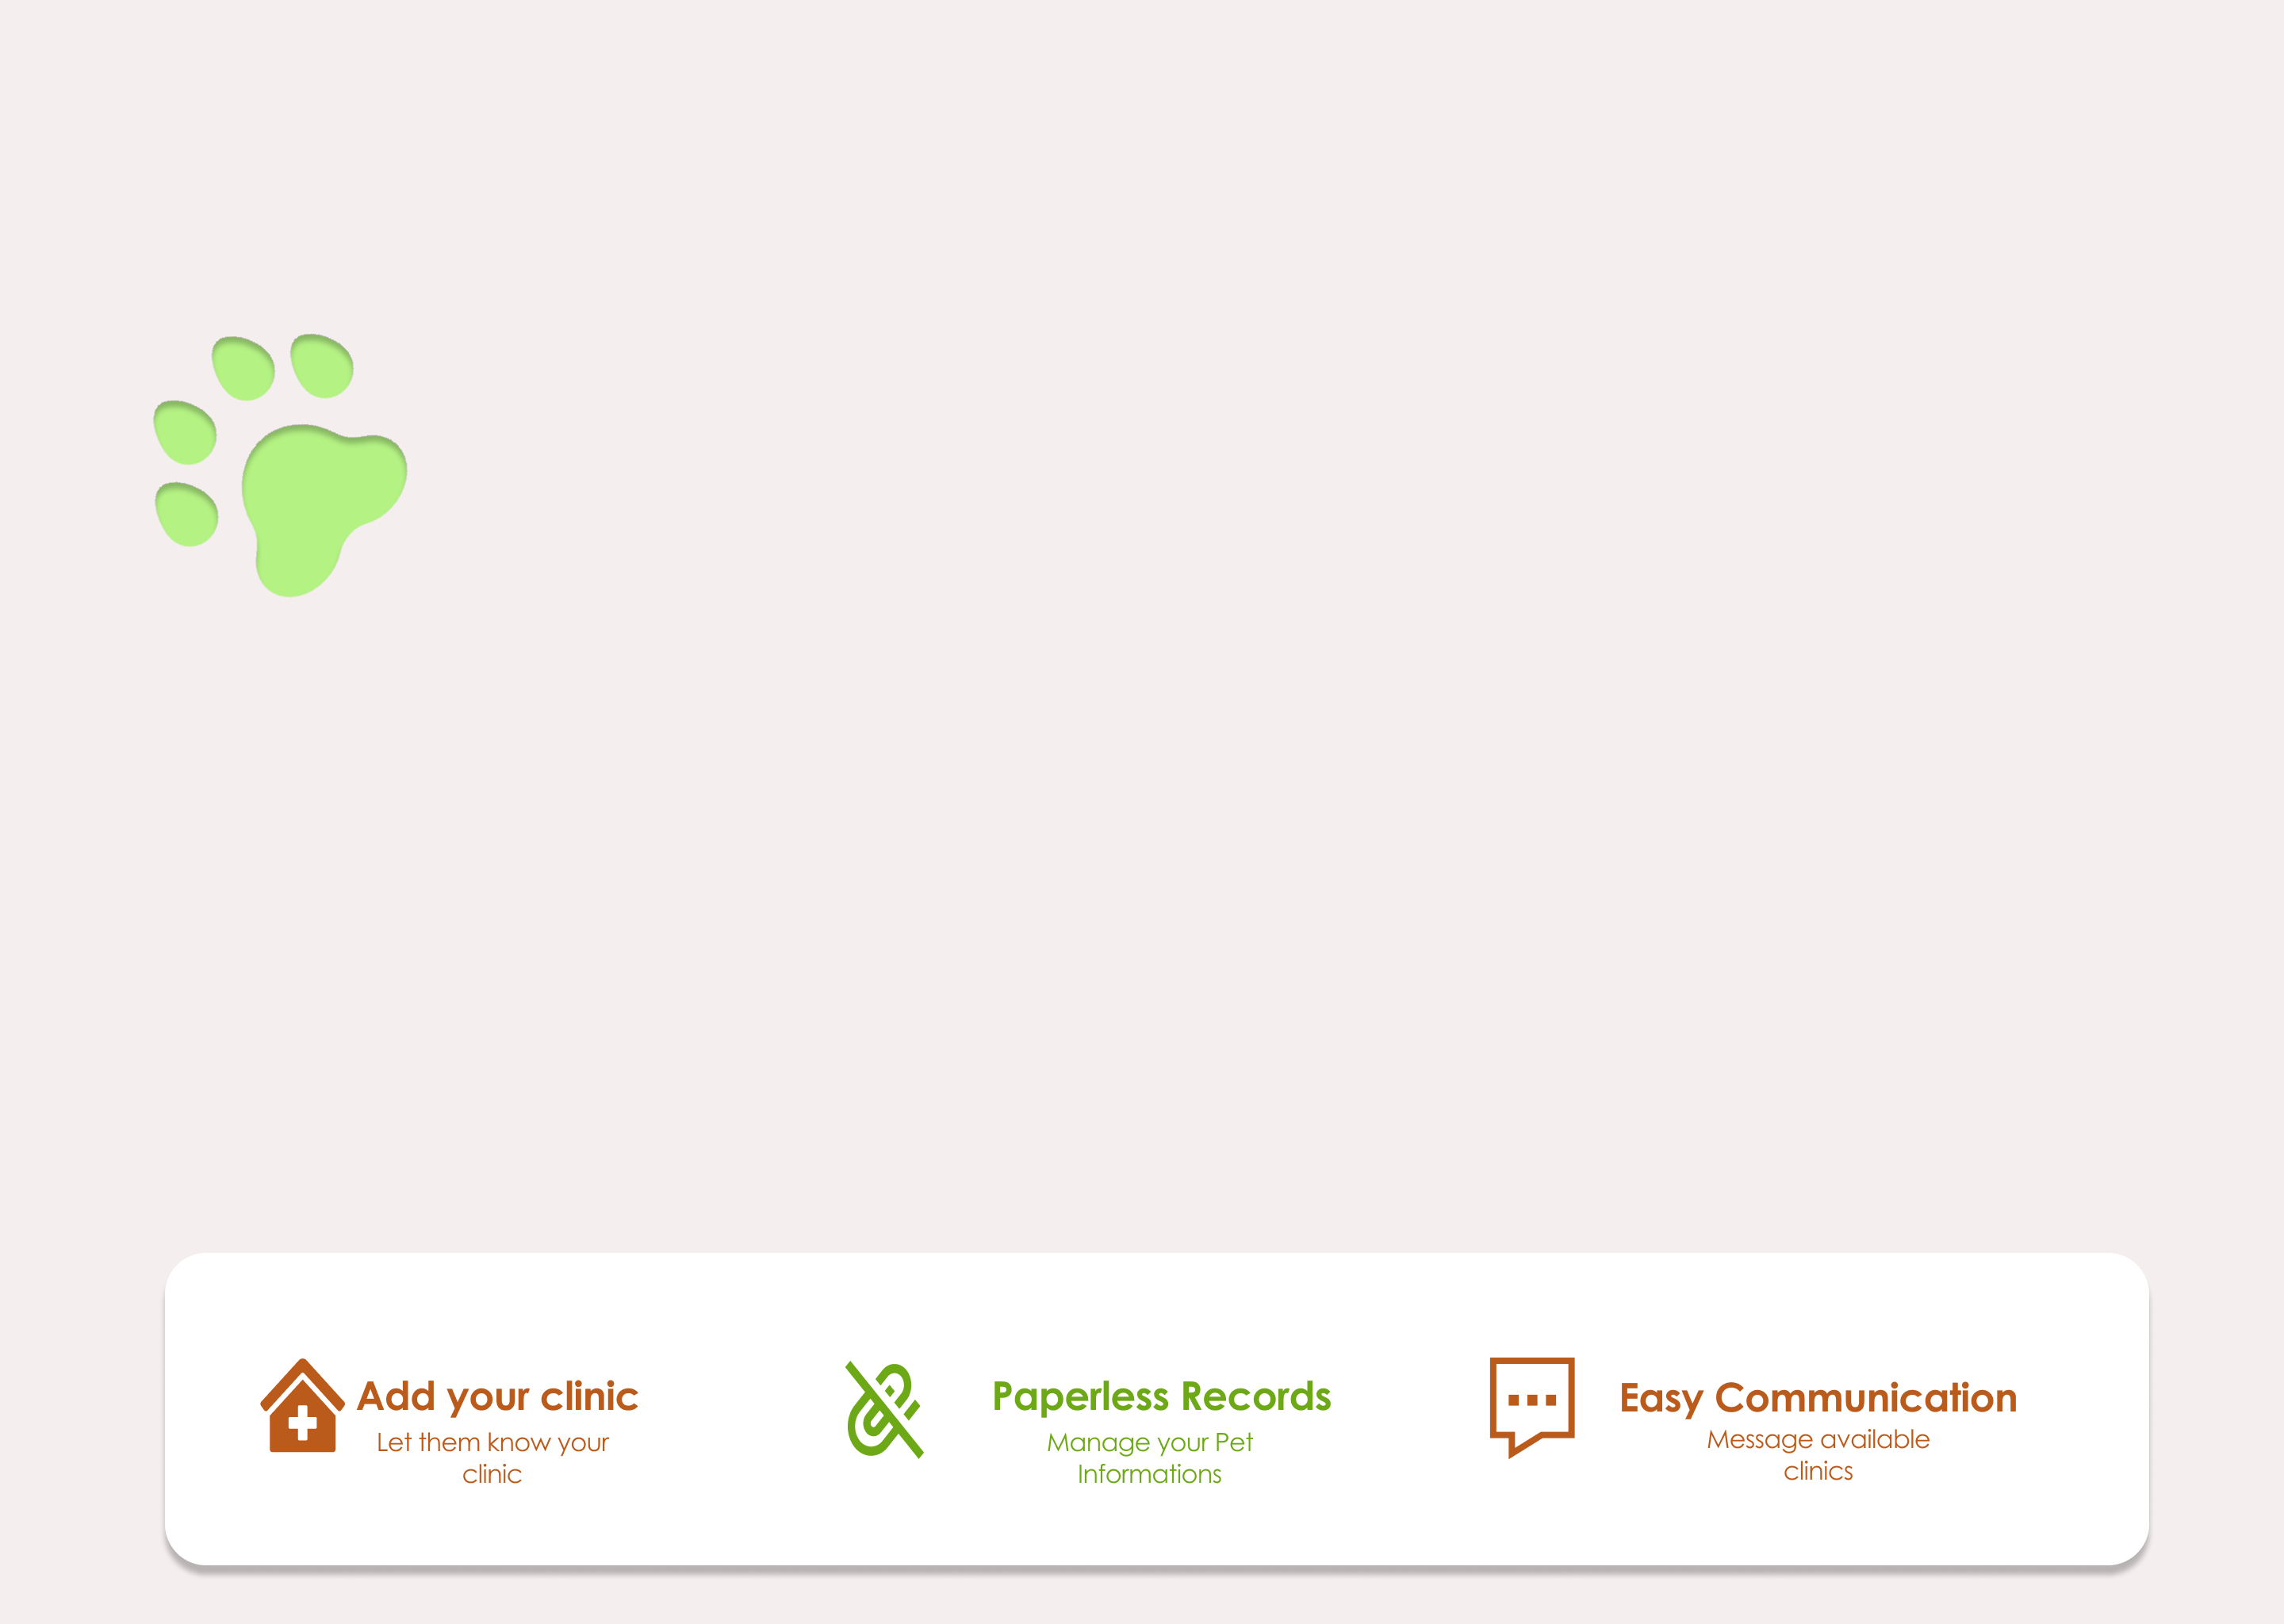 Add your clinic
Let them know your
clinic
Paperless Records
Manage your Pet
Informations
Easy Communication
Message available
clinics